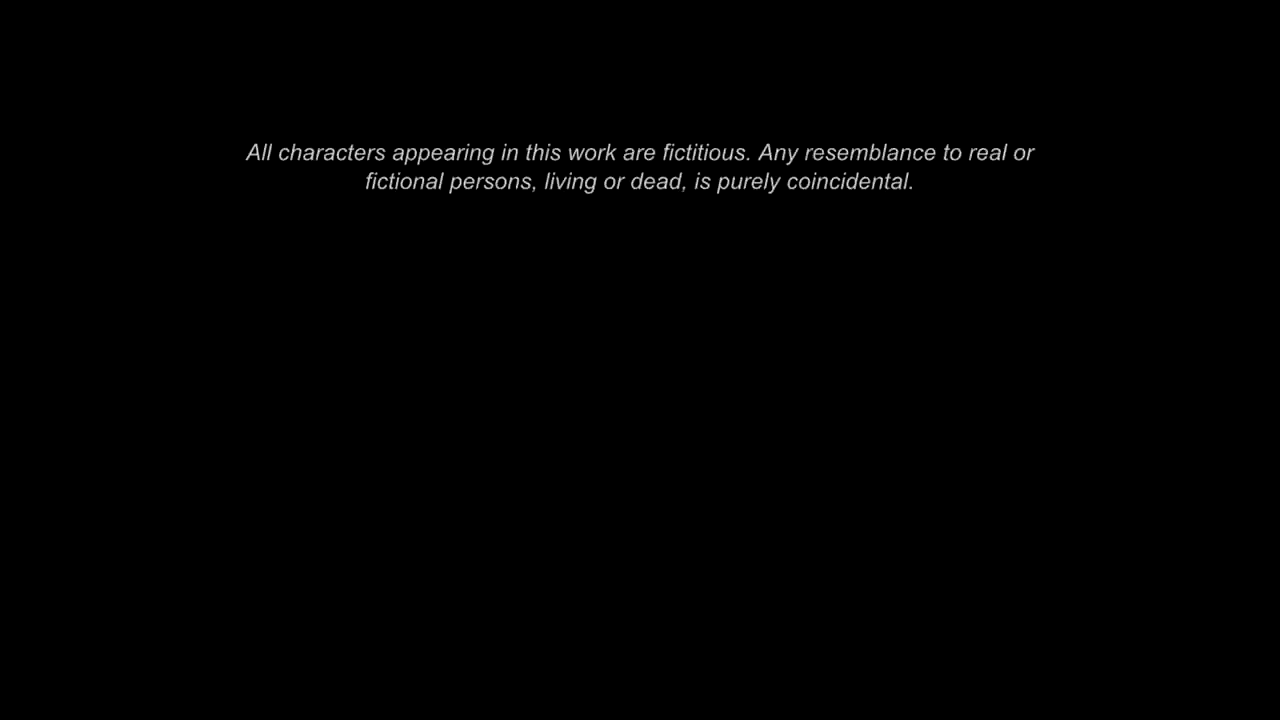 All characters appearing in this work are fictitious. Any resemblance to real or
fictional persons, living or dead, is purely coincidental.